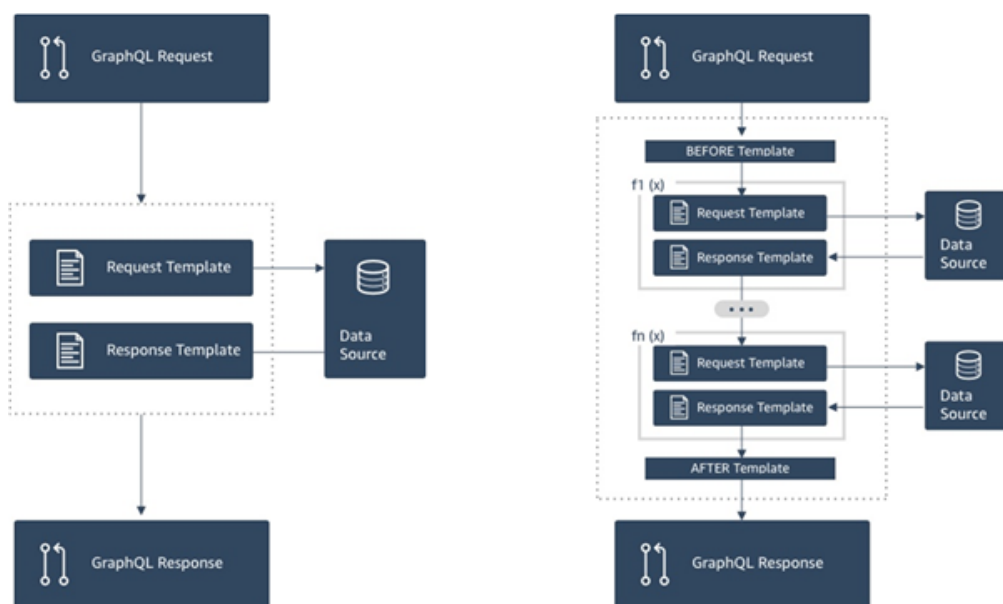 GraphQL Request
Request Template
Response Template
Data
Source
GraphQL Response
GraphQL Request
BEFORE Template
f1 (x)
Request Template
Response Template
Data
Source
fn (x)
Request Template
Response Template
Data
Source
AFTER Template
GraphQL Response